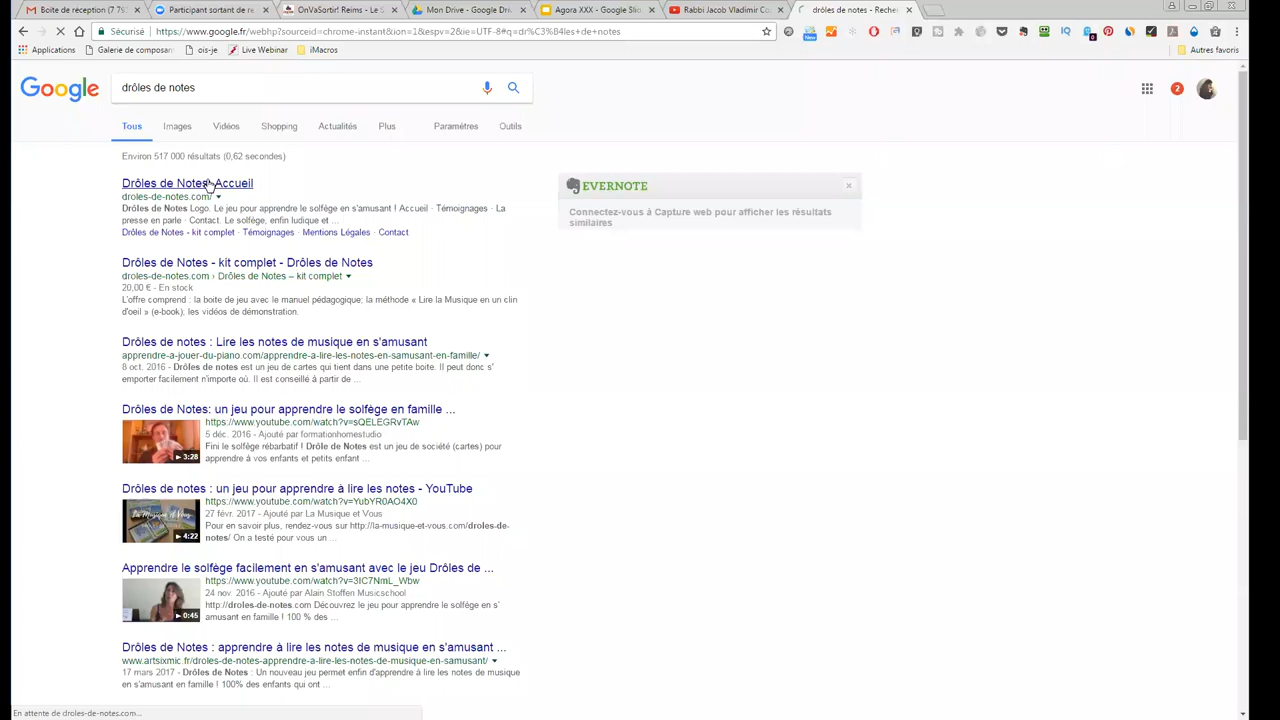 Boite de réception (7 79
Participant sortant de ré
OnVaSortir! Reims - Le S
Mon Drive - Google Driv
Agora XXX - Google Slid
Rabbi Jacob Vladimir Co
drôles de notes - Recher
Sécurisé https://www.google.fr/webhp?sourceid=chrome-instant&ion=1&espv=2&ie=UTF-8#q=dr%C3%B4les+de+notes
Applications Galerie de composan ois-je Live Webinar iMacros Autres favoris
Google
drôles de notes
Tous Images Vidéos Shopping Actualités Plus Paramètres Outils
Environ 517 000 résultats (0,62 secondes)
Drôles de Notes: Accueil
droles-de-notes.com/
Drôles de Notes Logo. Le jeu pour apprendre le solfège en s'amusant ! Accueil · Témoignages · La
presse en parle · Contact. Le solfège, enfin ludique et ...
Drôles de Notes - kit complet · Témoignages · Mentions Légales · Contact
EVERNOTE
Connectez-vous à Capture web pour afficher les résultats
similaires
Drôles de Notes - kit complet - Drôles de Notes
droles-de-notes.com › Drôles de Notes – kit complet
20,00 € - En stock
L'offre comprend : la boite de jeu avec le manuel pédagogique; la méthode « Lire la Musique en un clin
d'oeil » (e-book); les vidéos de démonstration.
Drôles de notes : Lire les notes de musique en s'amusant
apprendre-a-jouer-du-piano.com/apprendre-a-lire-les-notes-en-samusant-en-famille/
8 oct. 2016 - Drôles de notes est un jeu de cartes qui tient dans une petite boite. Il peut donc s'
emporter facilement n'importe où. Il est conseillé à partir de ...
Drôles de Notes: un jeu pour apprendre le solfège en famille ...
https://www.youtube.com/watch?v=sQELEGRvTAw
5 déc. 2016 - Ajouté par formationhomestudio
Fini le solfège rébarbatif ! Drôle de Notes est un jeu de société (cartes) pour
apprendre à vos enfants et petits enfant ...
3:28
Drôles de notes : un jeu pour apprendre à lire les notes - YouTube
https://www.youtube.com/watch?v=YubYR0AO4X0
27 févr. 2017 - Ajouté par La Musique et Vous
Pour en savoir plus, rendez-vous sur http://la-musique-et-vous.com/droles-de-
notes/ On a testé pour vous un ...
La Musique et Vous
4:22
Apprendre le solfège facilement en s'amusant avec le jeu Drôles de ...
https://www.youtube.com/watch?v=3IC7NmL_Wbw
24 nov. 2016 - Ajouté par Alain Stoffen Musicschool
http://droles-de-notes.com Découvrez le jeu pour apprendre le solfège en s'
amusant en famille ! 100 % des ...
0:45
Drôles de Notes : apprendre à lire les notes de musique en s'amusant ...
www.artsixmic.fr/droles-de-notes-apprendre-a-lire-les-notes-de-musique-en-samusant/
17 mars 2017 - Drôles de Notes : Un nouveau jeu permet enfin d'apprendre à lire les notes de musique
en s'amusant en famille ! 100% des enfants qui ont ...
En attente de droles-de-notes.com...